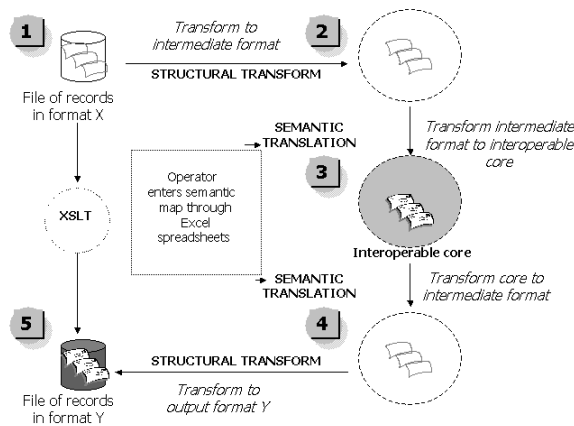 1
Transform to
intermediate format
2
STRUCTURAL TRANSFORM
File of records
in format X
SEMANTIC
TRANSLATION
Transform intermediate
format to interoperable
core
3
Operator
enters semantic
map through
Excel
spreadsheets
XSLT
Interoperable core
SEMANTIC
TRANSLATION
Transform core to
intermediate format
5
4
STRUCTURAL TRANSFORM
File of records
in format Y
Transform to
output format Y